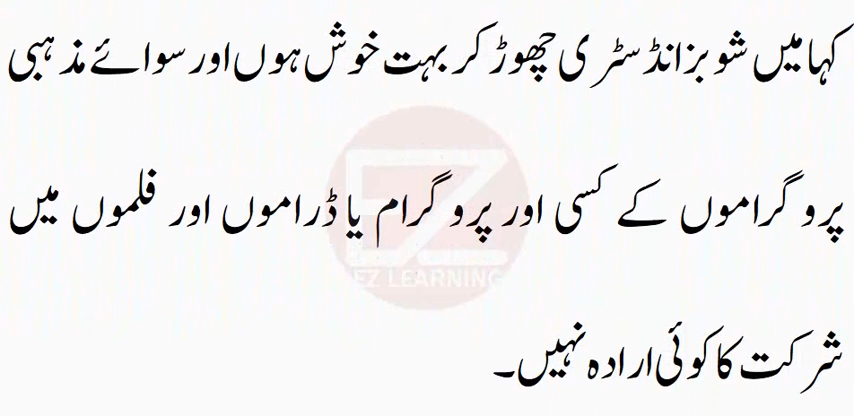 کہا میں شوبز انڈسٹری چھوڑ کر بہت خوش ہوں اور سوائے مذہبی
پروگراموں کے کسی اور پروگرام یا ڈراموں اور فلموں میں
EZ
EZ LEARNING
شرکت کا کوئی ارادہ نہیں۔